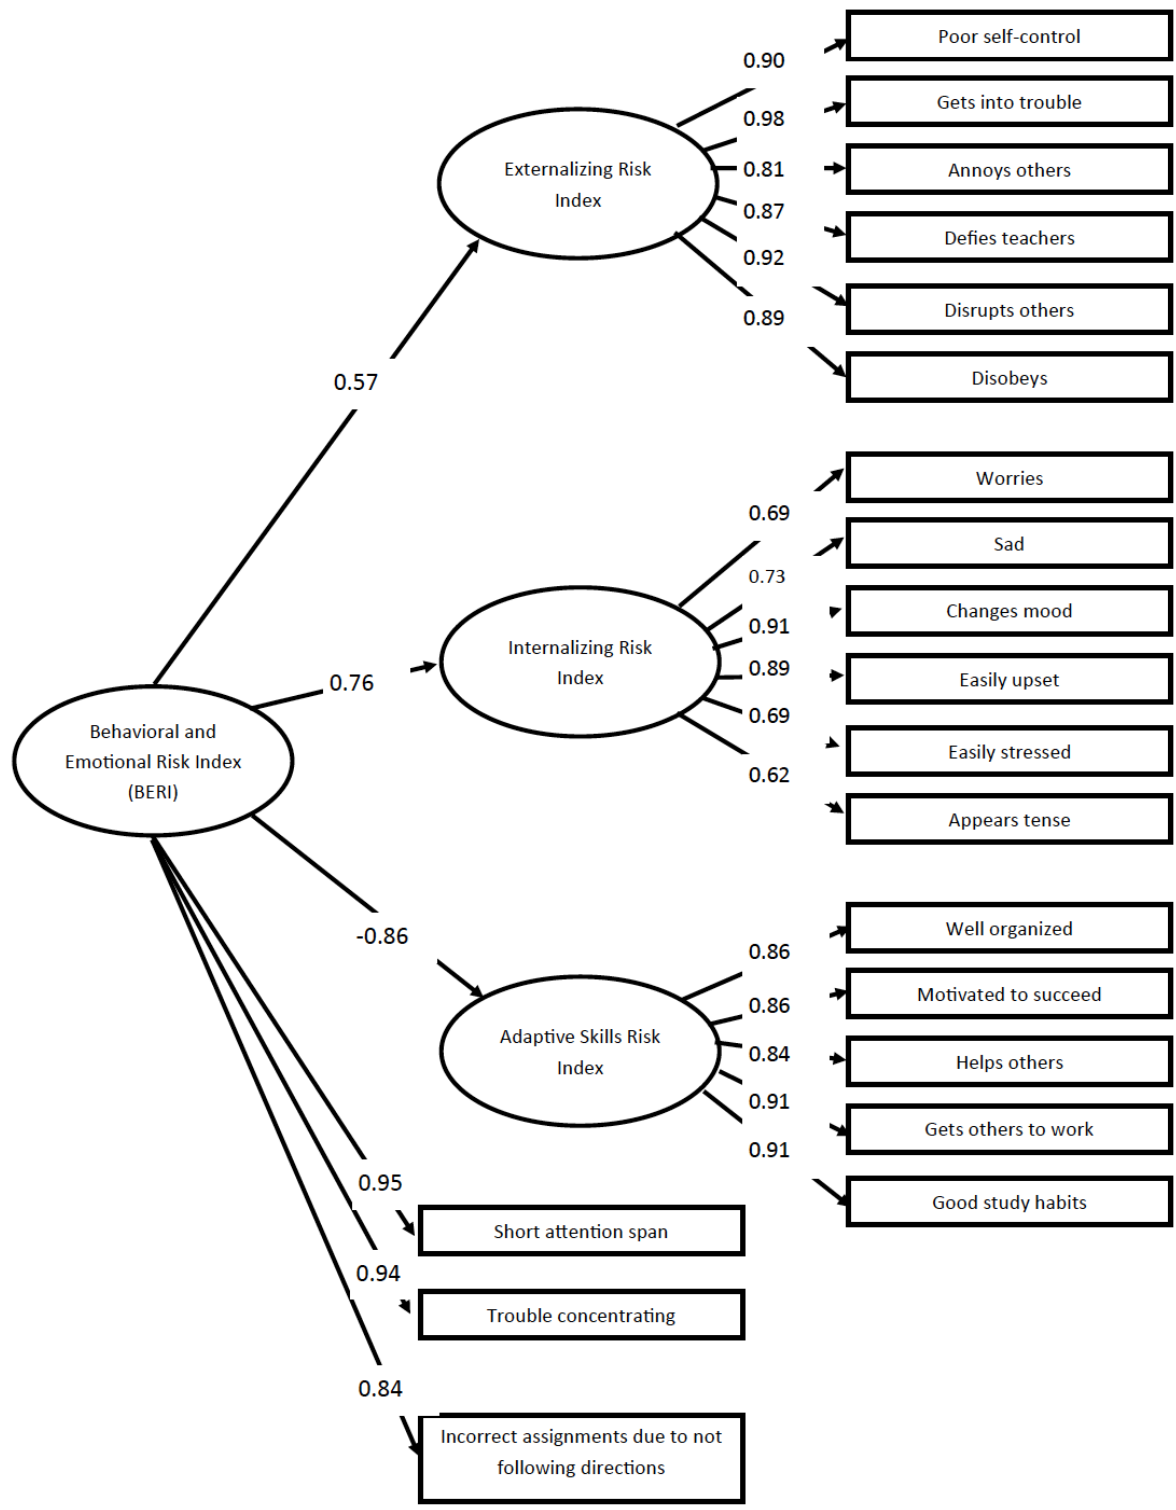 0.90
Poor self-control
0.98
Gets into trouble
0.81
Annoys others
0.87
Defies teachers
0.92
Disrupts others
0.89
Disobeys
Externalizing Risk
Index
0.57
0.69
Worries
0.73
Sad
0.91
Changes mood
0.89
Easily upset
0.69
Easily stressed
0.62
Appears tense
Internalizing Risk
Index
0.76
Behavioral and
Emotional Risk Index
(BERI)
-0.86
0.86
Well organized
0.86
Motivated to succeed
0.84
Helps others
0.91
Gets others to work
0.91
Good study habits
Adaptive Skills Risk
Index
0.95
Short attention span
0.94
Trouble concentrating
0.84
Incorrect assignments due to not
following directions